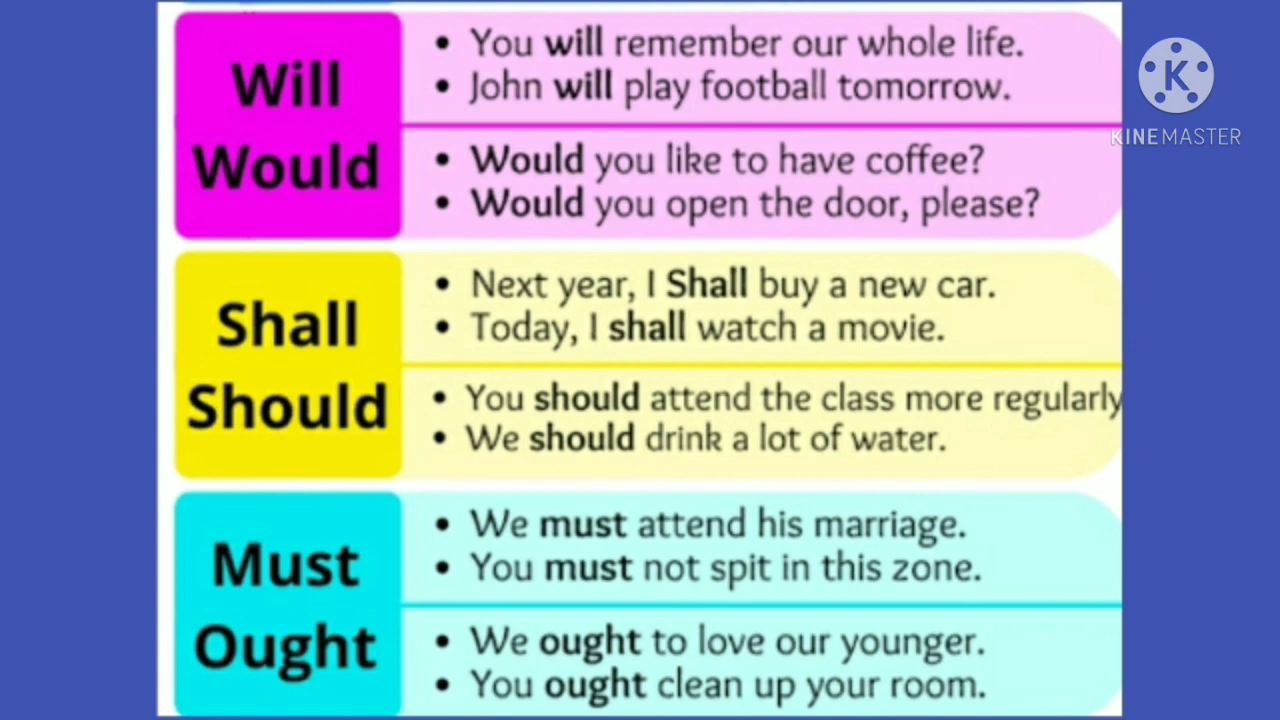 Will
Would
You will remember our whole life.
John will play football tomorrow.
Would you like to have coffee?
Would you open the door, please?
Shall
Should
Next year, I Shall buy a new car.
Today, I shall watch a movie.
You should attend the class more regularly
We should drink a lot of water.
Must
Ought
We must attend his marriage.
You must not spit in this zone.
We ought to love our younger.
You ought clean up your room.
K
KINEMASTER